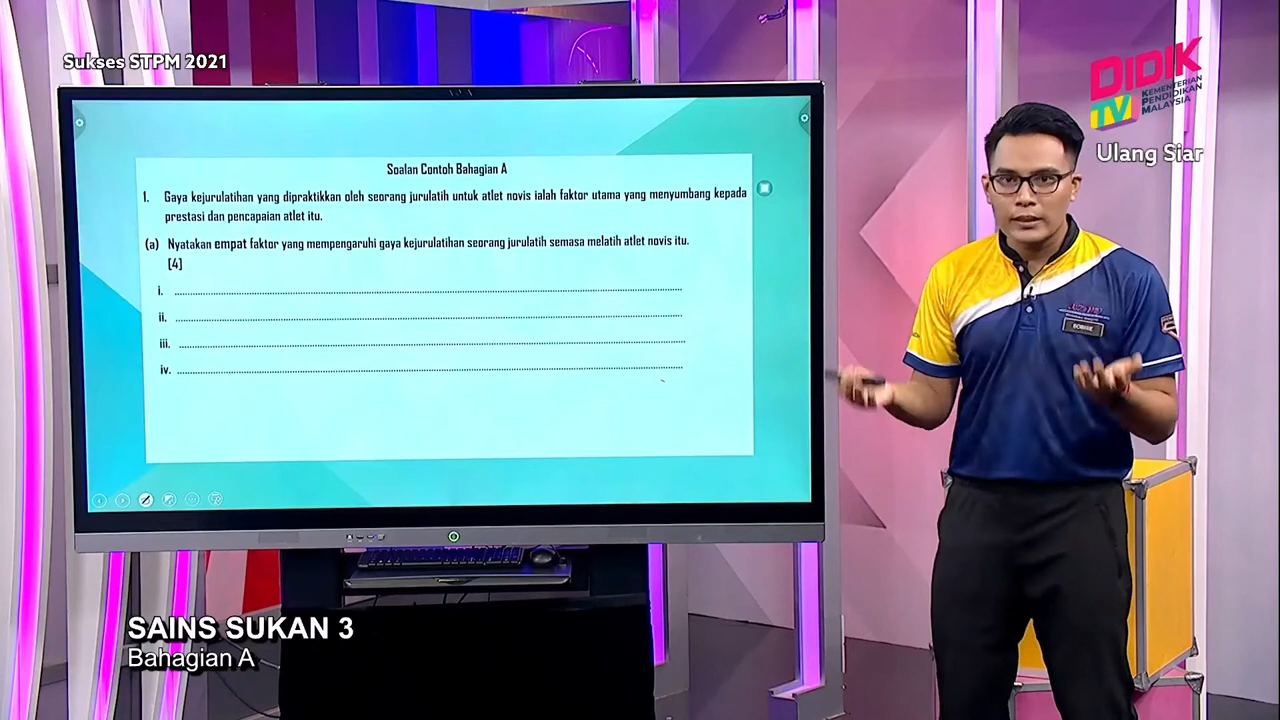 Sukses STPM 2021
DIDIK
TV
KEMENTERIAN
PENDIDIKAN
MALAYSIA
Ulang Siar
Soalan Contoh Bahagian A
1. Gaya kejurulatihan yang dipraktikkan oleh seorang jurulatih untuk atlet novis ialah faktor utama yang menyumbang kepada
prestasi dan pencapaian atlet itu.
(a) Nyatakan empat faktor yang mempengaruhi gaya kejurulatihan seorang jurulatih semasa melatih atlet novis itu.
[4]
i. ................................................................
ii. ................................................................
iii. ................................................................
iv. ................................................................
SAINS SUKAN 3
Bahagian A